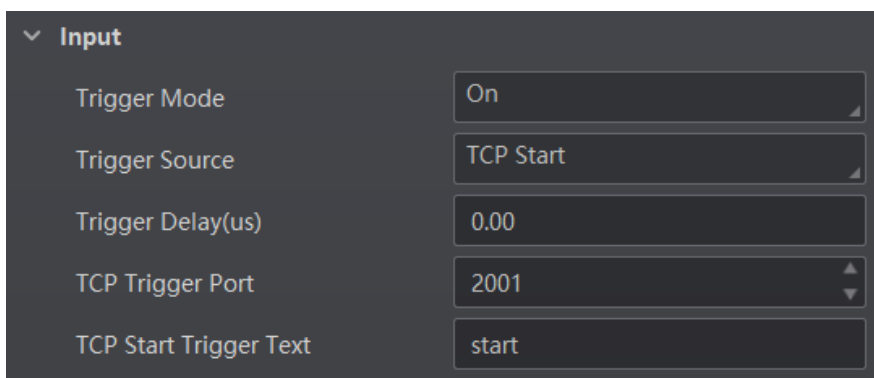 Input
Trigger Mode On
Trigger Source TCP Start
Trigger Delay(us) 0.00
TCP Trigger Port 2001
TCP Start Trigger Text start